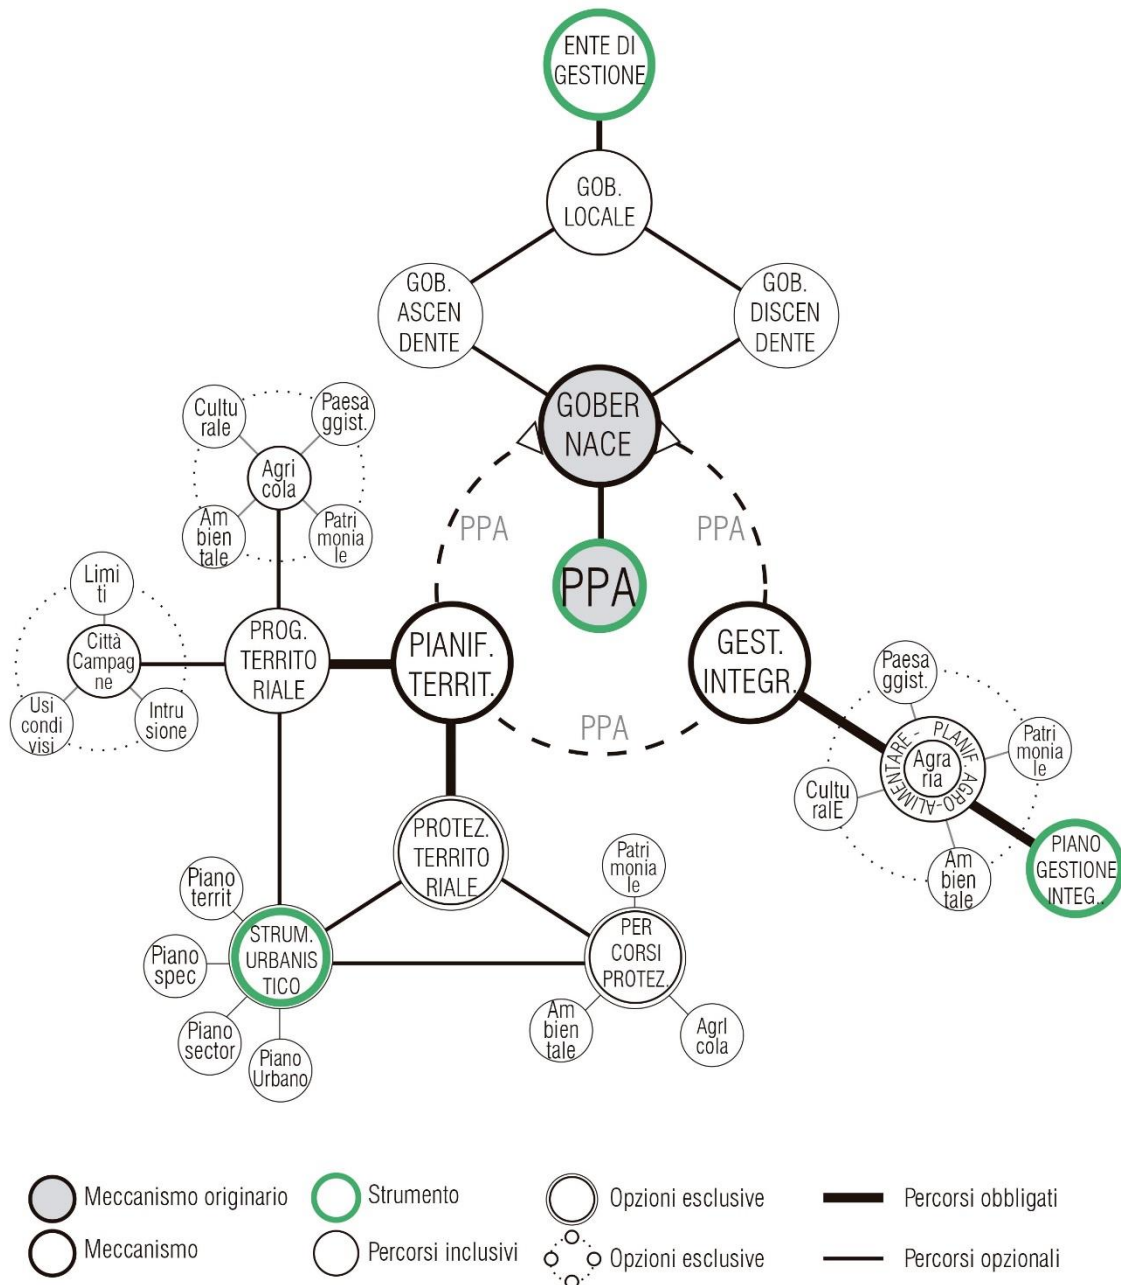 ENTE DI
GESTIONE
GOB.
LOCALE
GOB.
ASCEN
DENTE
GOB.
DISCEN
DENTE
GOBER
NACE
PPA
PPA
PPA
PPA
Cultu
rale
Paesa
ggist.
Agri
cola
Am
bien
tale
Patri
monia
le
Limi
ti
Città
Campag
ne
Usi
condi
visi
Intru
sione
PROG.
TERRITO
RIALE
PIANIF.
TERRIT.
GEST.
INTEGR.
Paesa
ggist.
Patri
monia
le
PLANIF. AGRO-ALIMENTARE -
Agra
ria
Cultu
ralE
Am
bien
tale
PIANO
GESTIONE
INTEG..
PROTEZ.
TERRITO
RIALE
Patri
monia
le
Piano
territ
Piano
spec
STRUM.
URBANIS
TICO
PER
CORSI
PROTEZ.
Piano
sector
Piano
Urbano
Am
bien
tale
AgrI
cola
Meccanismo originario
Strumento
Opzioni esclusive
Percorsi obbligati
Meccanismo
Percorsi inclusivi
Opzioni esclusive
Percorsi opzionali